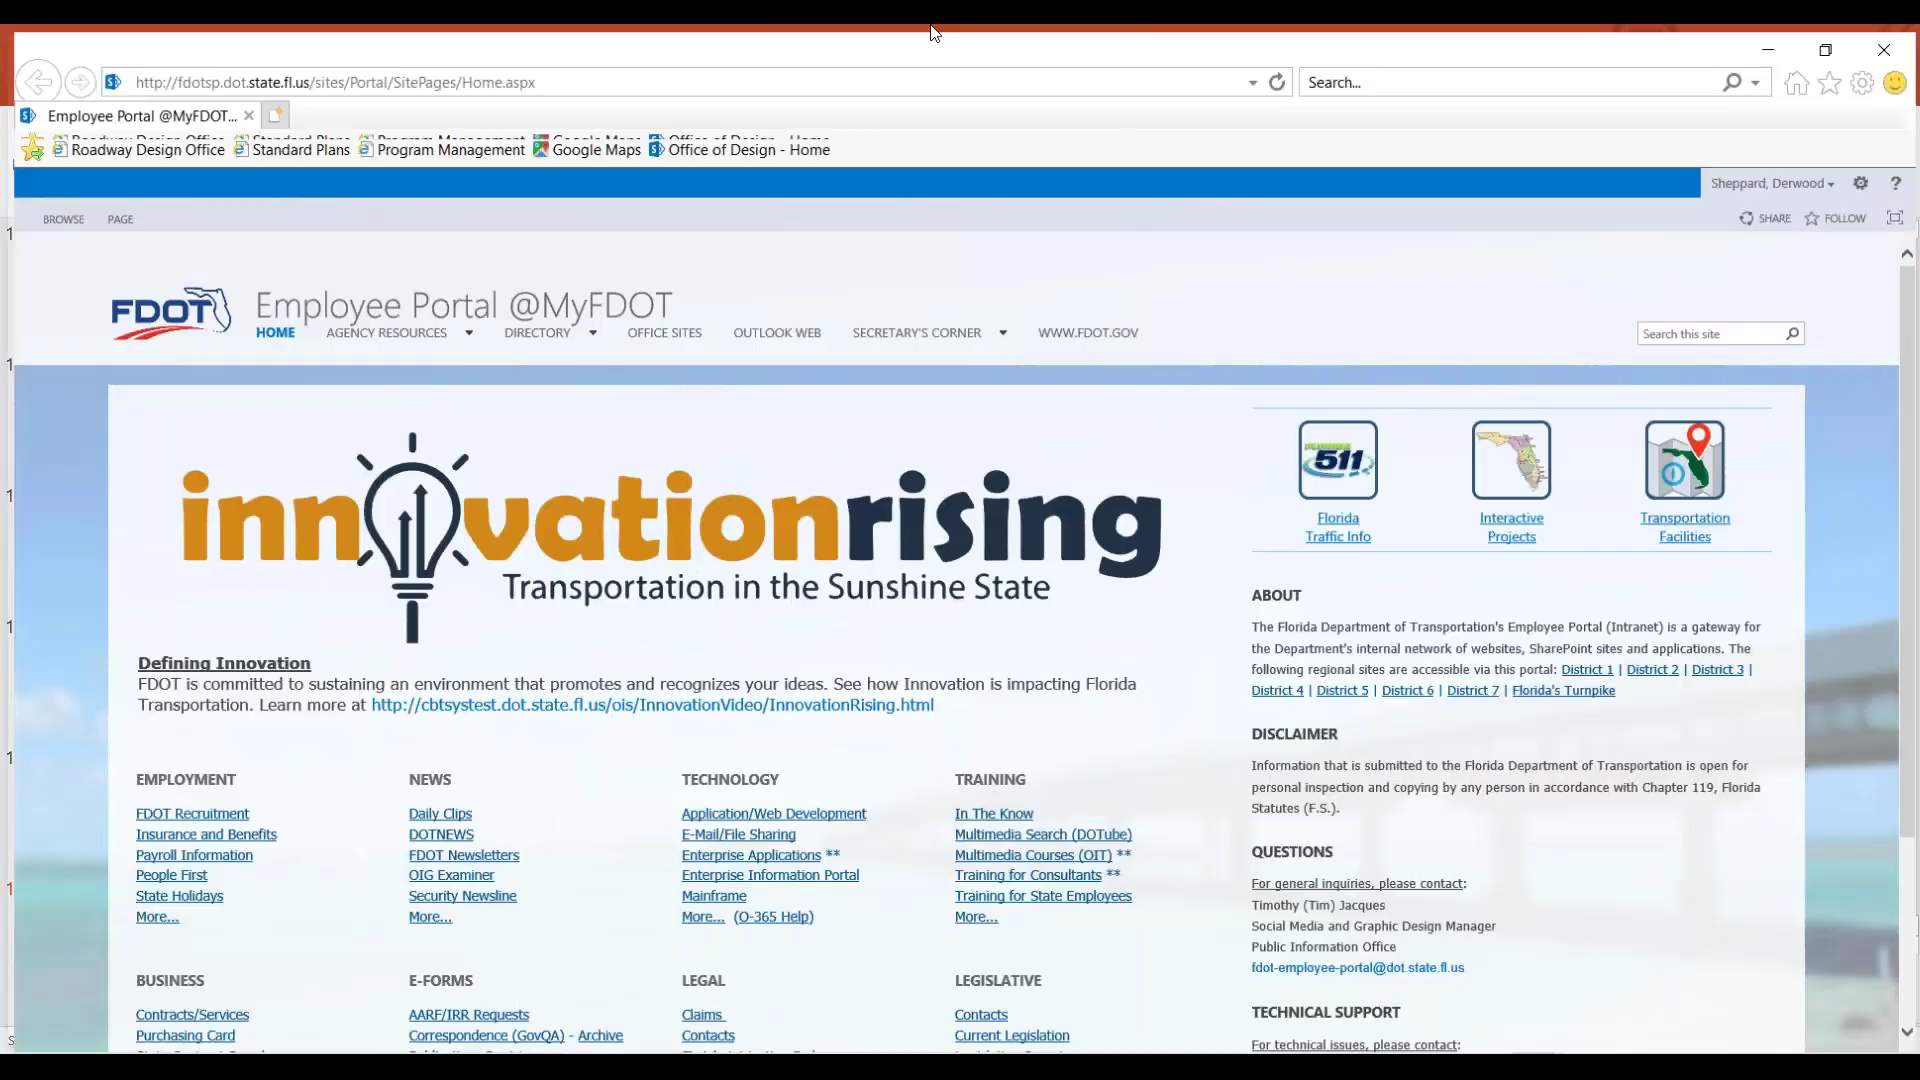 http://fdotsp.dot.state.fl.us/sites/Portal/SitePages/Home.aspx
Search...
Employee Portal @MyFDOT...
Roadway Design Office Standard Plans Program Management Google Maps Office of Design - Home
Sheppard, Derwood
BROWSE PAGE
SHARE FOLLOW
FDOT
Employee Portal @MyFDOT
HOME AGENCY RESOURCES DIRECTORY OFFICE SITES OUTLOOK WEB SECRETARY'S CORNER WWW.FDOT.GOV
Search this site
innovationrising
Transportation in the Sunshine State
Defining Innovation
FDOT is committed to sustaining an environment that promotes and recognizes your ideas. See how Innovation is impacting Florida
Transportation. Learn more at http://cbtsystest.dot.state.fl.us/ois/InnovationVideo/InnovationRising.html
EMPLOYMENT
FDOT Recruitment
Insurance and Benefits
Payroll Information
People First
State Holidays
More...
NEWS
Daily Clips
DOTNEWS
FDOT Newsletters
OIG Examiner
Security Newsline
More...
TECHNOLOGY
Application/Web Development
E-Mail/File Sharing
Enterprise Applications **
Enterprise Information Portal
Mainframe
More... (O-365 Help)
TRAINING
In The Know
Multimedia Search (DOTube)
Multimedia Courses (OIT) **
Training for Consultants **
Training for State Employees
More...
BUSINESS
Contracts/Services
Purchasing Card
E-FORMS
AARF/IRR Requests
Correspondence (GovQA) - Archive
LEGAL
Claims
Contacts
LEGISLATIVE
Contacts
Current Legislation
511
Florida
Traffic Info
Interactive
Projects
Transportation
Facilities
ABOUT
The Florida Department of Transportation's Employee Portal (Intranet) is a gateway for
the Department's internal network of websites, SharePoint sites and applications. The
following regional sites are accessible via this portal: District 1 | District 2 | District 3 |
District 4 | District 5 | District 6 | District 7 | Florida's Turnpike
DISCLAIMER
Information that is submitted to the Florida Department of Transportation is open for
personal inspection and copying by any person in accordance with Chapter 119, Florida
Statutes (F.S.).
QUESTIONS
For general inquiries, please contact:
Timothy (Tim) Jacques
Social Media and Graphic Design Manager
Public Information Office
fdot-employee-portal@dot.state.fl.us
TECHNICAL SUPPORT
For technical issues, please contact: